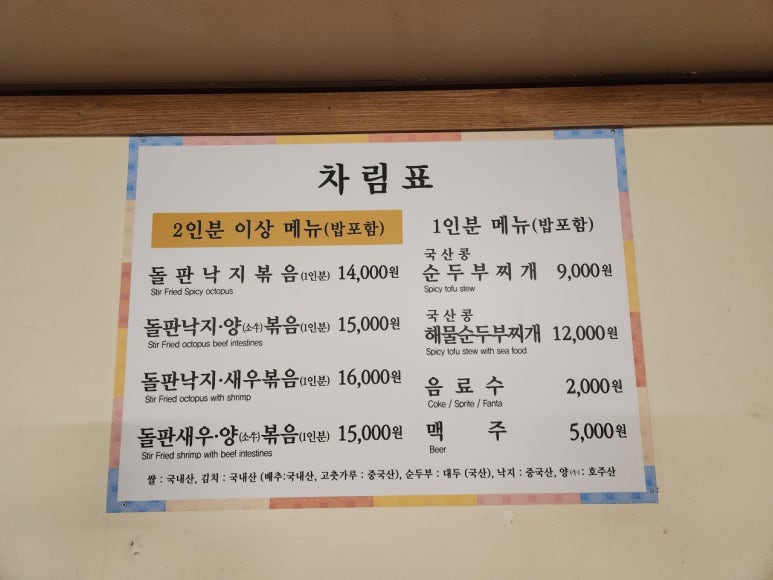 차림표
2인분 이상 메뉴(밥포함)
돌판낙지볶음(1인분) 14,000원
Stir Fried Spicy octopus
돌판낙지·양(소牛)볶음(1인분) 15,000원
Stir Fried octopus beef intestines
돌판낙지·새우볶음(1인분) 16,000원
Stir Fried octopus with shrimp
돌판새우·양(소牛)볶음(1인분) 15,000원
Stir Fried shrimp with beef intestines
1인분 메뉴(밥포함)
국산콩
순두부찌개 9,000원
Spicy tofu stew
국산콩
해물순두부찌개 12,000원
Spicy tofu stew with sea food
음료수 2,000원
Coke / Sprite / Fanta
맥주 5,000원
Beer
쌀 : 국내산, 김치 : 국내산 (배추:국내산, 고춧가루 : 중국산), 순두부 : 대두 (국산), 낙지 : 중국산, 양(牛) : 호주산